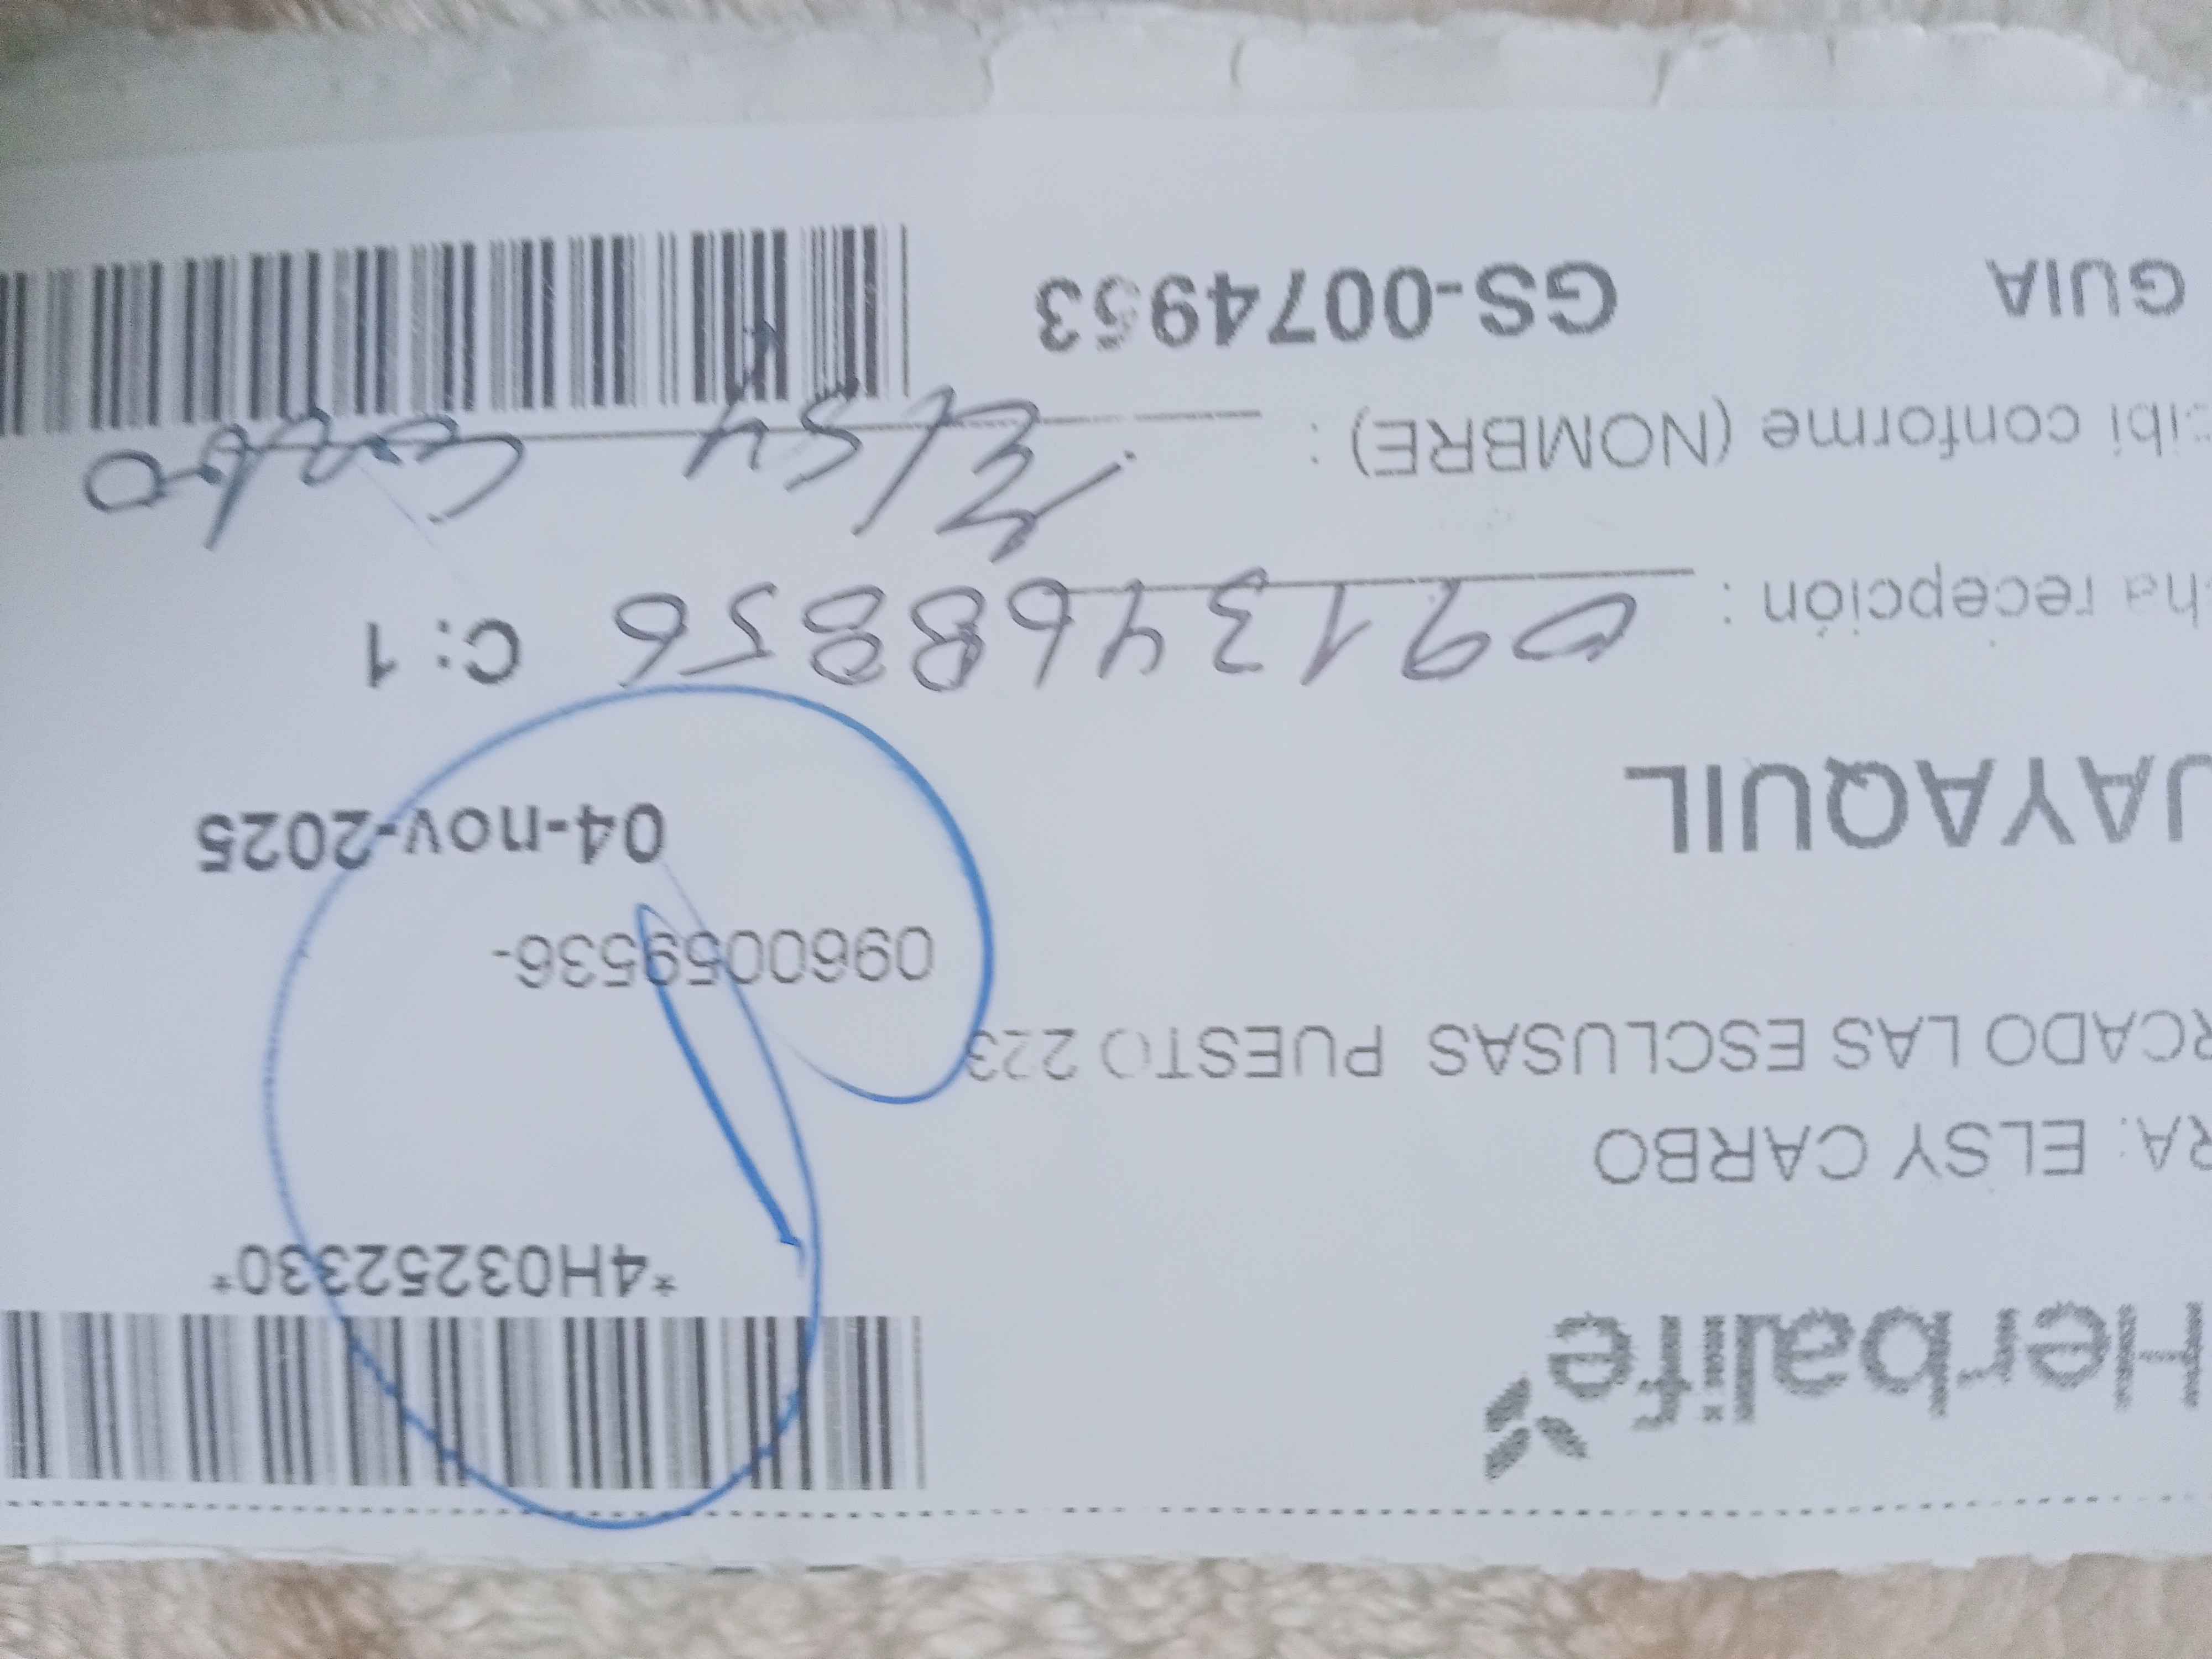 Herbalife
*4H03252330*
RA: ELSY CARBO
RCADO LAS ESCLUSAS PUESTO 223
0960059536-
JAYAQUIL
04-nov-2025
ha recepción :
0913468856 C: 1
cibi conforme (NOMBRE) : Elsy Carbo
GUIA GS-0074953